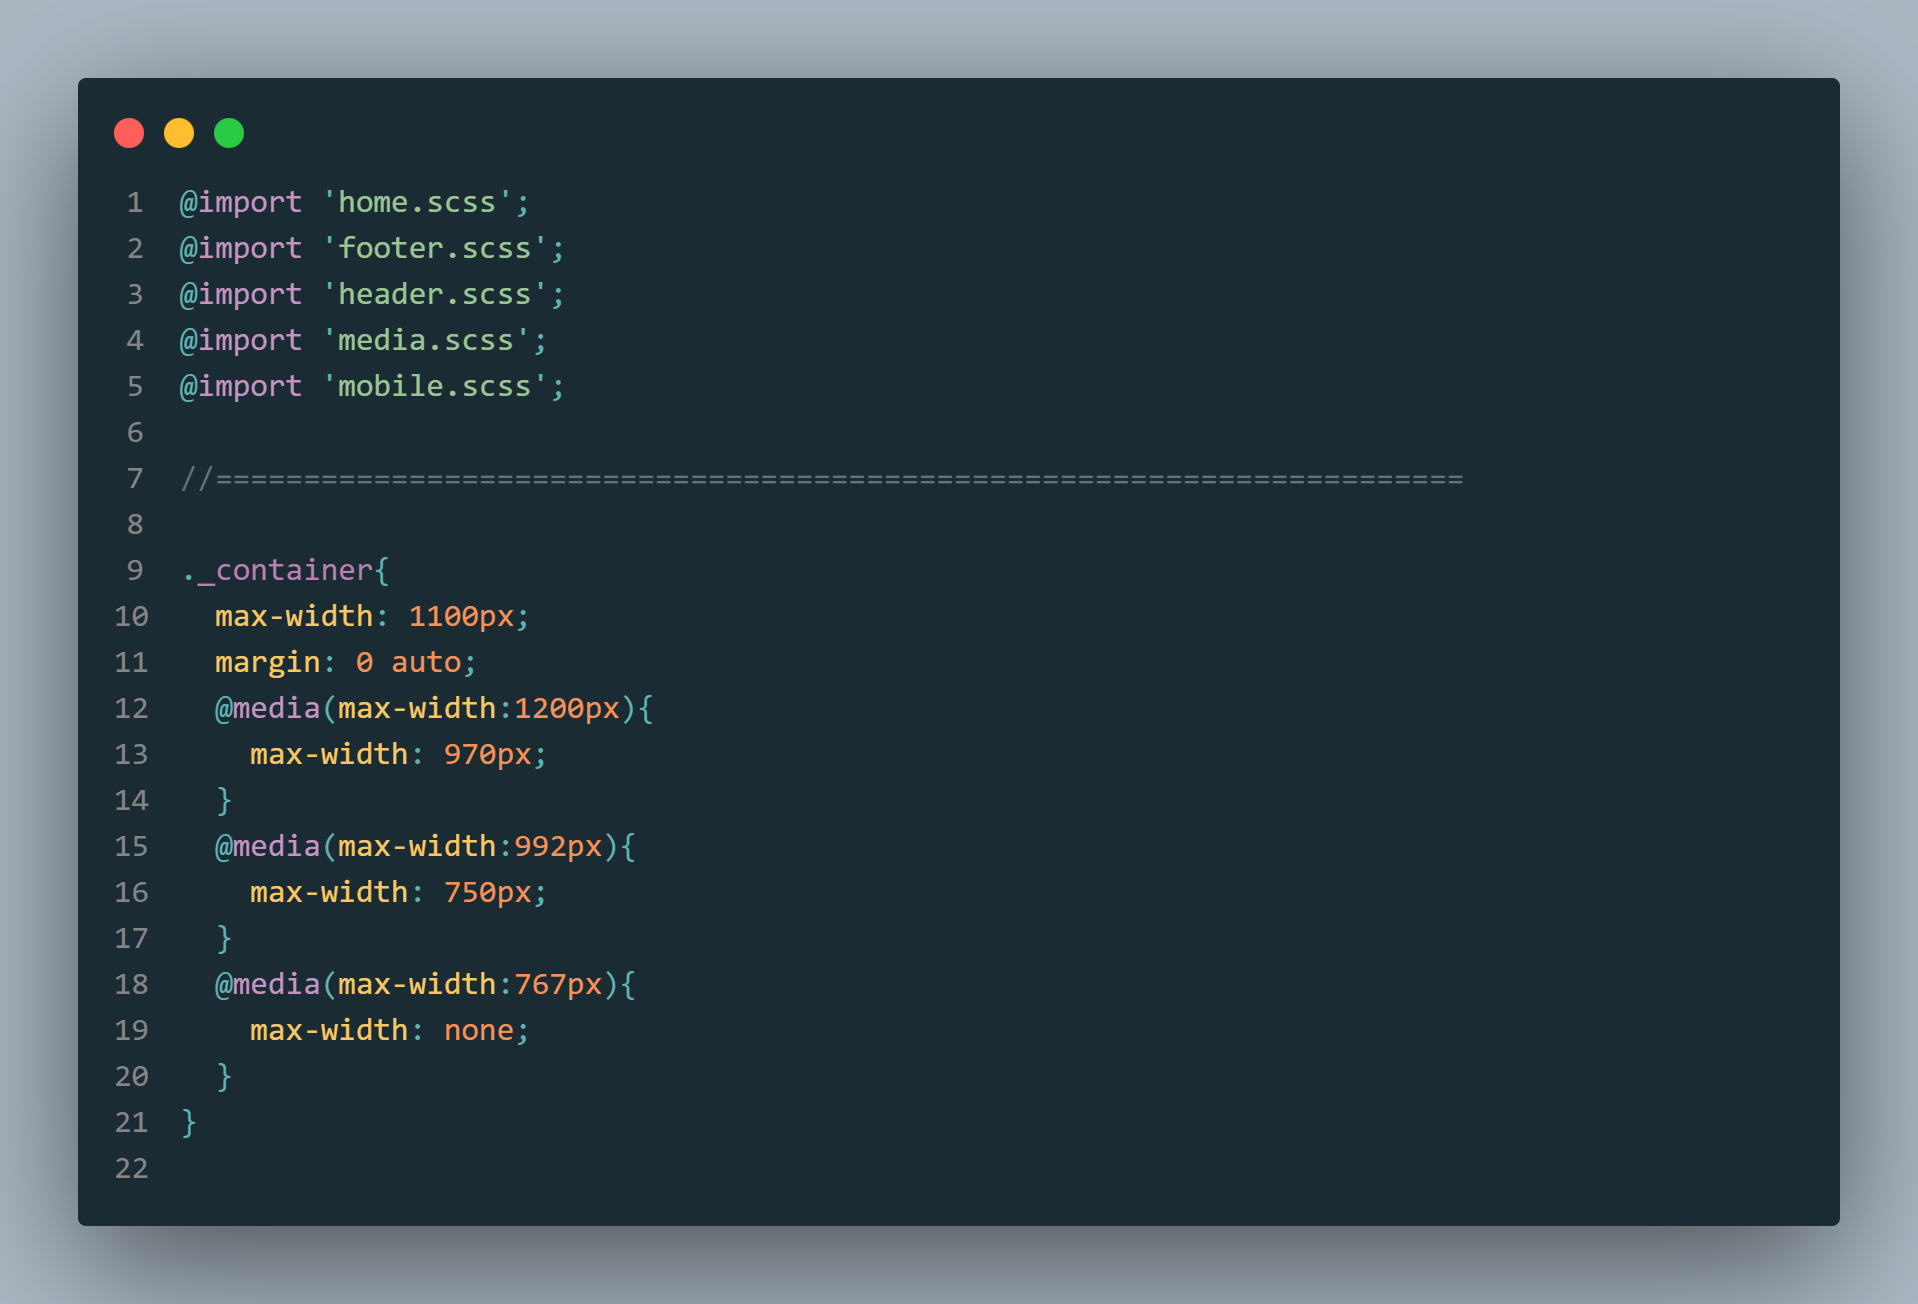 1 @import 'home.scss';
2 @import 'footer.scss';
3 @import 'header.scss';
4 @import 'media.scss';
5 @import 'mobile.scss';
6
7 //=======================================================================
8
9 ._container{
10   max-width: 1100px;
11   margin: 0 auto;
12   @media(max-width:1200px){
13     max-width: 970px;
14   }
15   @media(max-width:992px){
16     max-width: 750px;
17   }
18   @media(max-width:767px){
19     max-width: none;
20   }
21 }
22